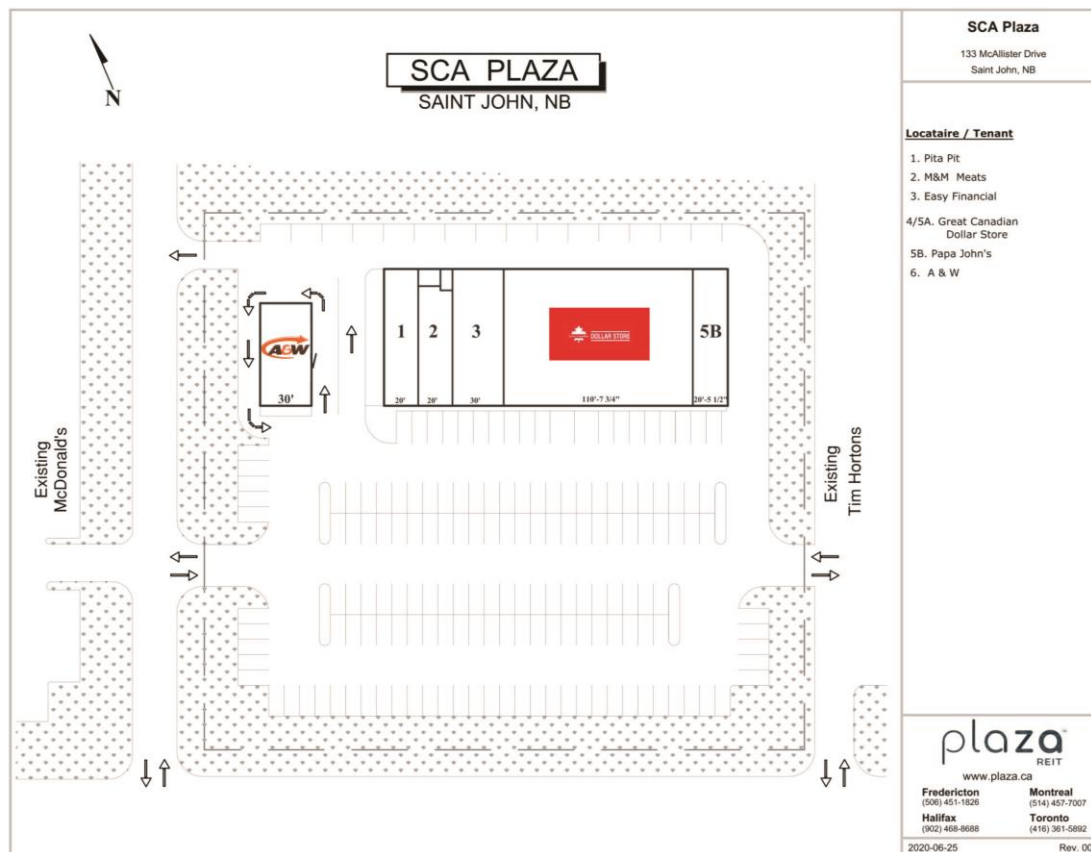 N
SCA PLAZA
SAINT JOHN, NB
Existing
McDonald's
A&W
30'
1
2
3
DOLLAR STORE
5B
20'
20'
30'
110'-7 3/4"
20'-5 1/2"
Existing
Tim Hortons
SCA Plaza
133 McAllister Drive
Saint John, NB
Locataire / Tenant
1. Pita Pit
2. M&M Meats
3. Easy Financial
4/5A. Great Canadian
Dollar Store
5B. Papa John's
6. A & W
plaza
REIT
www.plaza.ca
Fredericton
(506) 451-1826
Montreal
(514) 457-7007
Halifax
(902) 468-8688
Toronto
(416) 361-5892
2020-06-25
Rev. 00